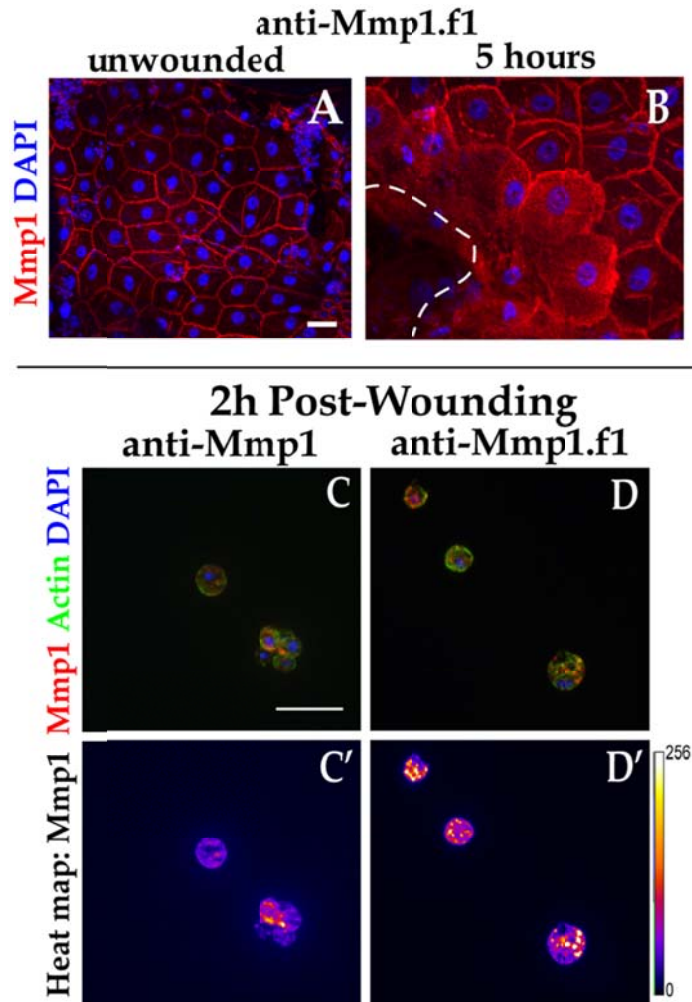 anti-Mmp1.f1
unwounded
5 hours
Mmp1 DAPI
A
B
2h Post-Wounding
anti-Mmp1
anti-Mmp1.f1
Mmp1 Actin DAPI
C
D
Heat map: Mmp1
C′
D′
256
0